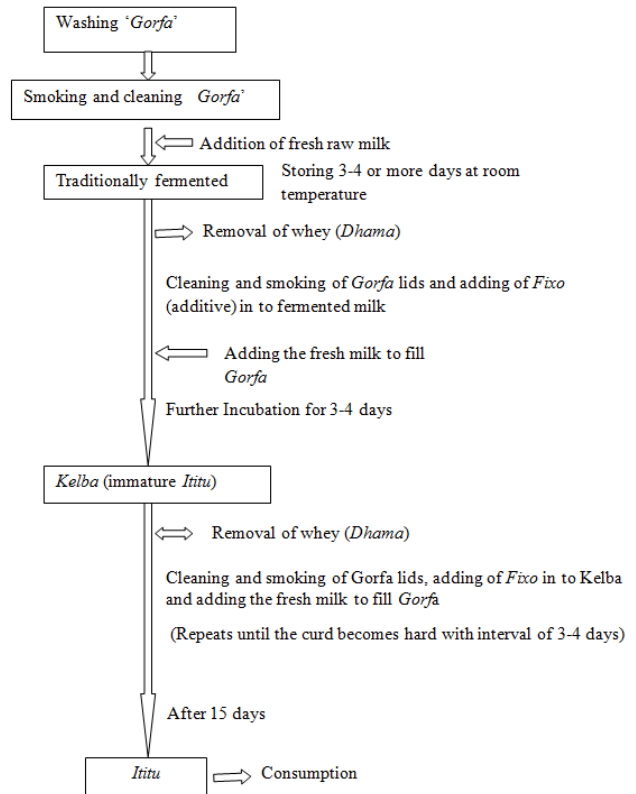 Washing ‘Gorfa’
Smoking and cleaning Gorfa’
Addition of fresh raw milk
Traditionally fermented
Storing 3-4 or more days at room
temperature
Removal of whey (Dhama)
Cleaning and smoking of Gorfa lids and adding of Fixo
(additive) in to fermented milk
Adding the fresh milk to fill
Gorfa
Further Incubation for 3-4 days
Kelba (immature Ititu)
Removal of whey (Dhama)
Cleaning and smoking of Gorfa lids, adding of Fixo in to Kelba
and adding the fresh milk to fill Gorfa
(Repeats until the curd becomes hard with interval of 3-4 days)
After 15 days
Ititu
Consumption